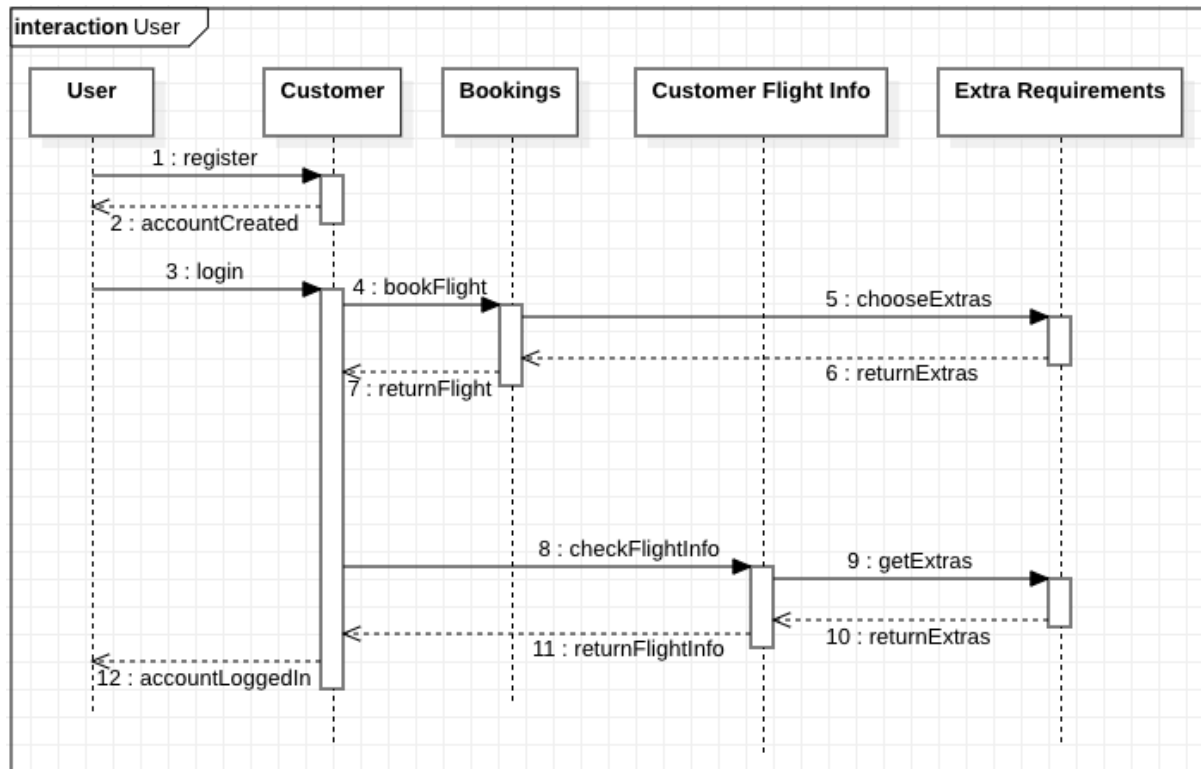 interaction User
User
Customer
Bookings
Customer Flight Info
Extra Requirements
1 : register
2 : accountCreated
3 : login
4 : bookFlight
5 : chooseExtras
6 : returnExtras
7 : returnFlight
8 : checkFlightInfo
9 : getExtras
10 : returnExtras
11 : returnFlightInfo
12 : accountLoggedIn